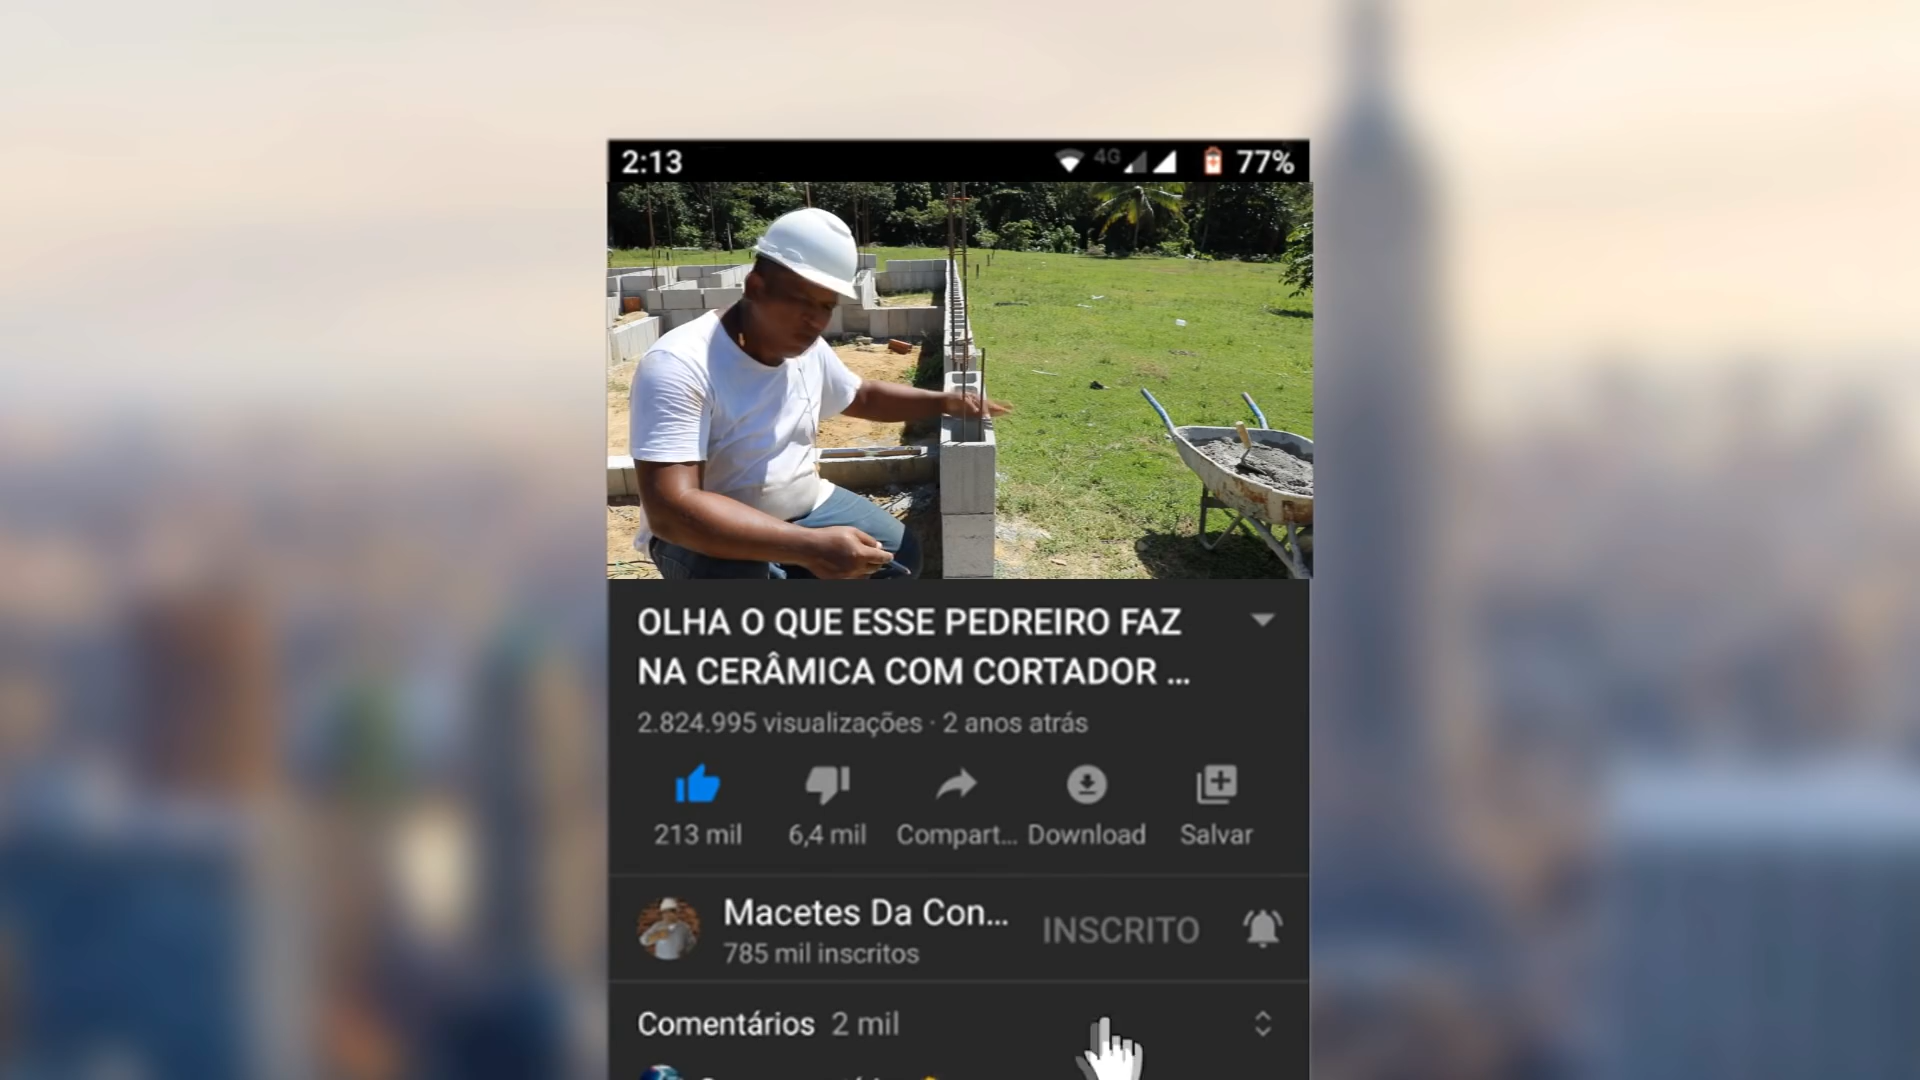 2:13
4G
77%
OLHA O QUE ESSE PEDREIRO FAZ
NA CERÂMICA COM CORTADOR ...
2.824.995 visualizações · 2 anos atrás
213 mil
6,4 mil
Compart...
Download
Salvar
Macetes Da Con...
INSCRITO
785 mil inscritos
Comentários 2 mil